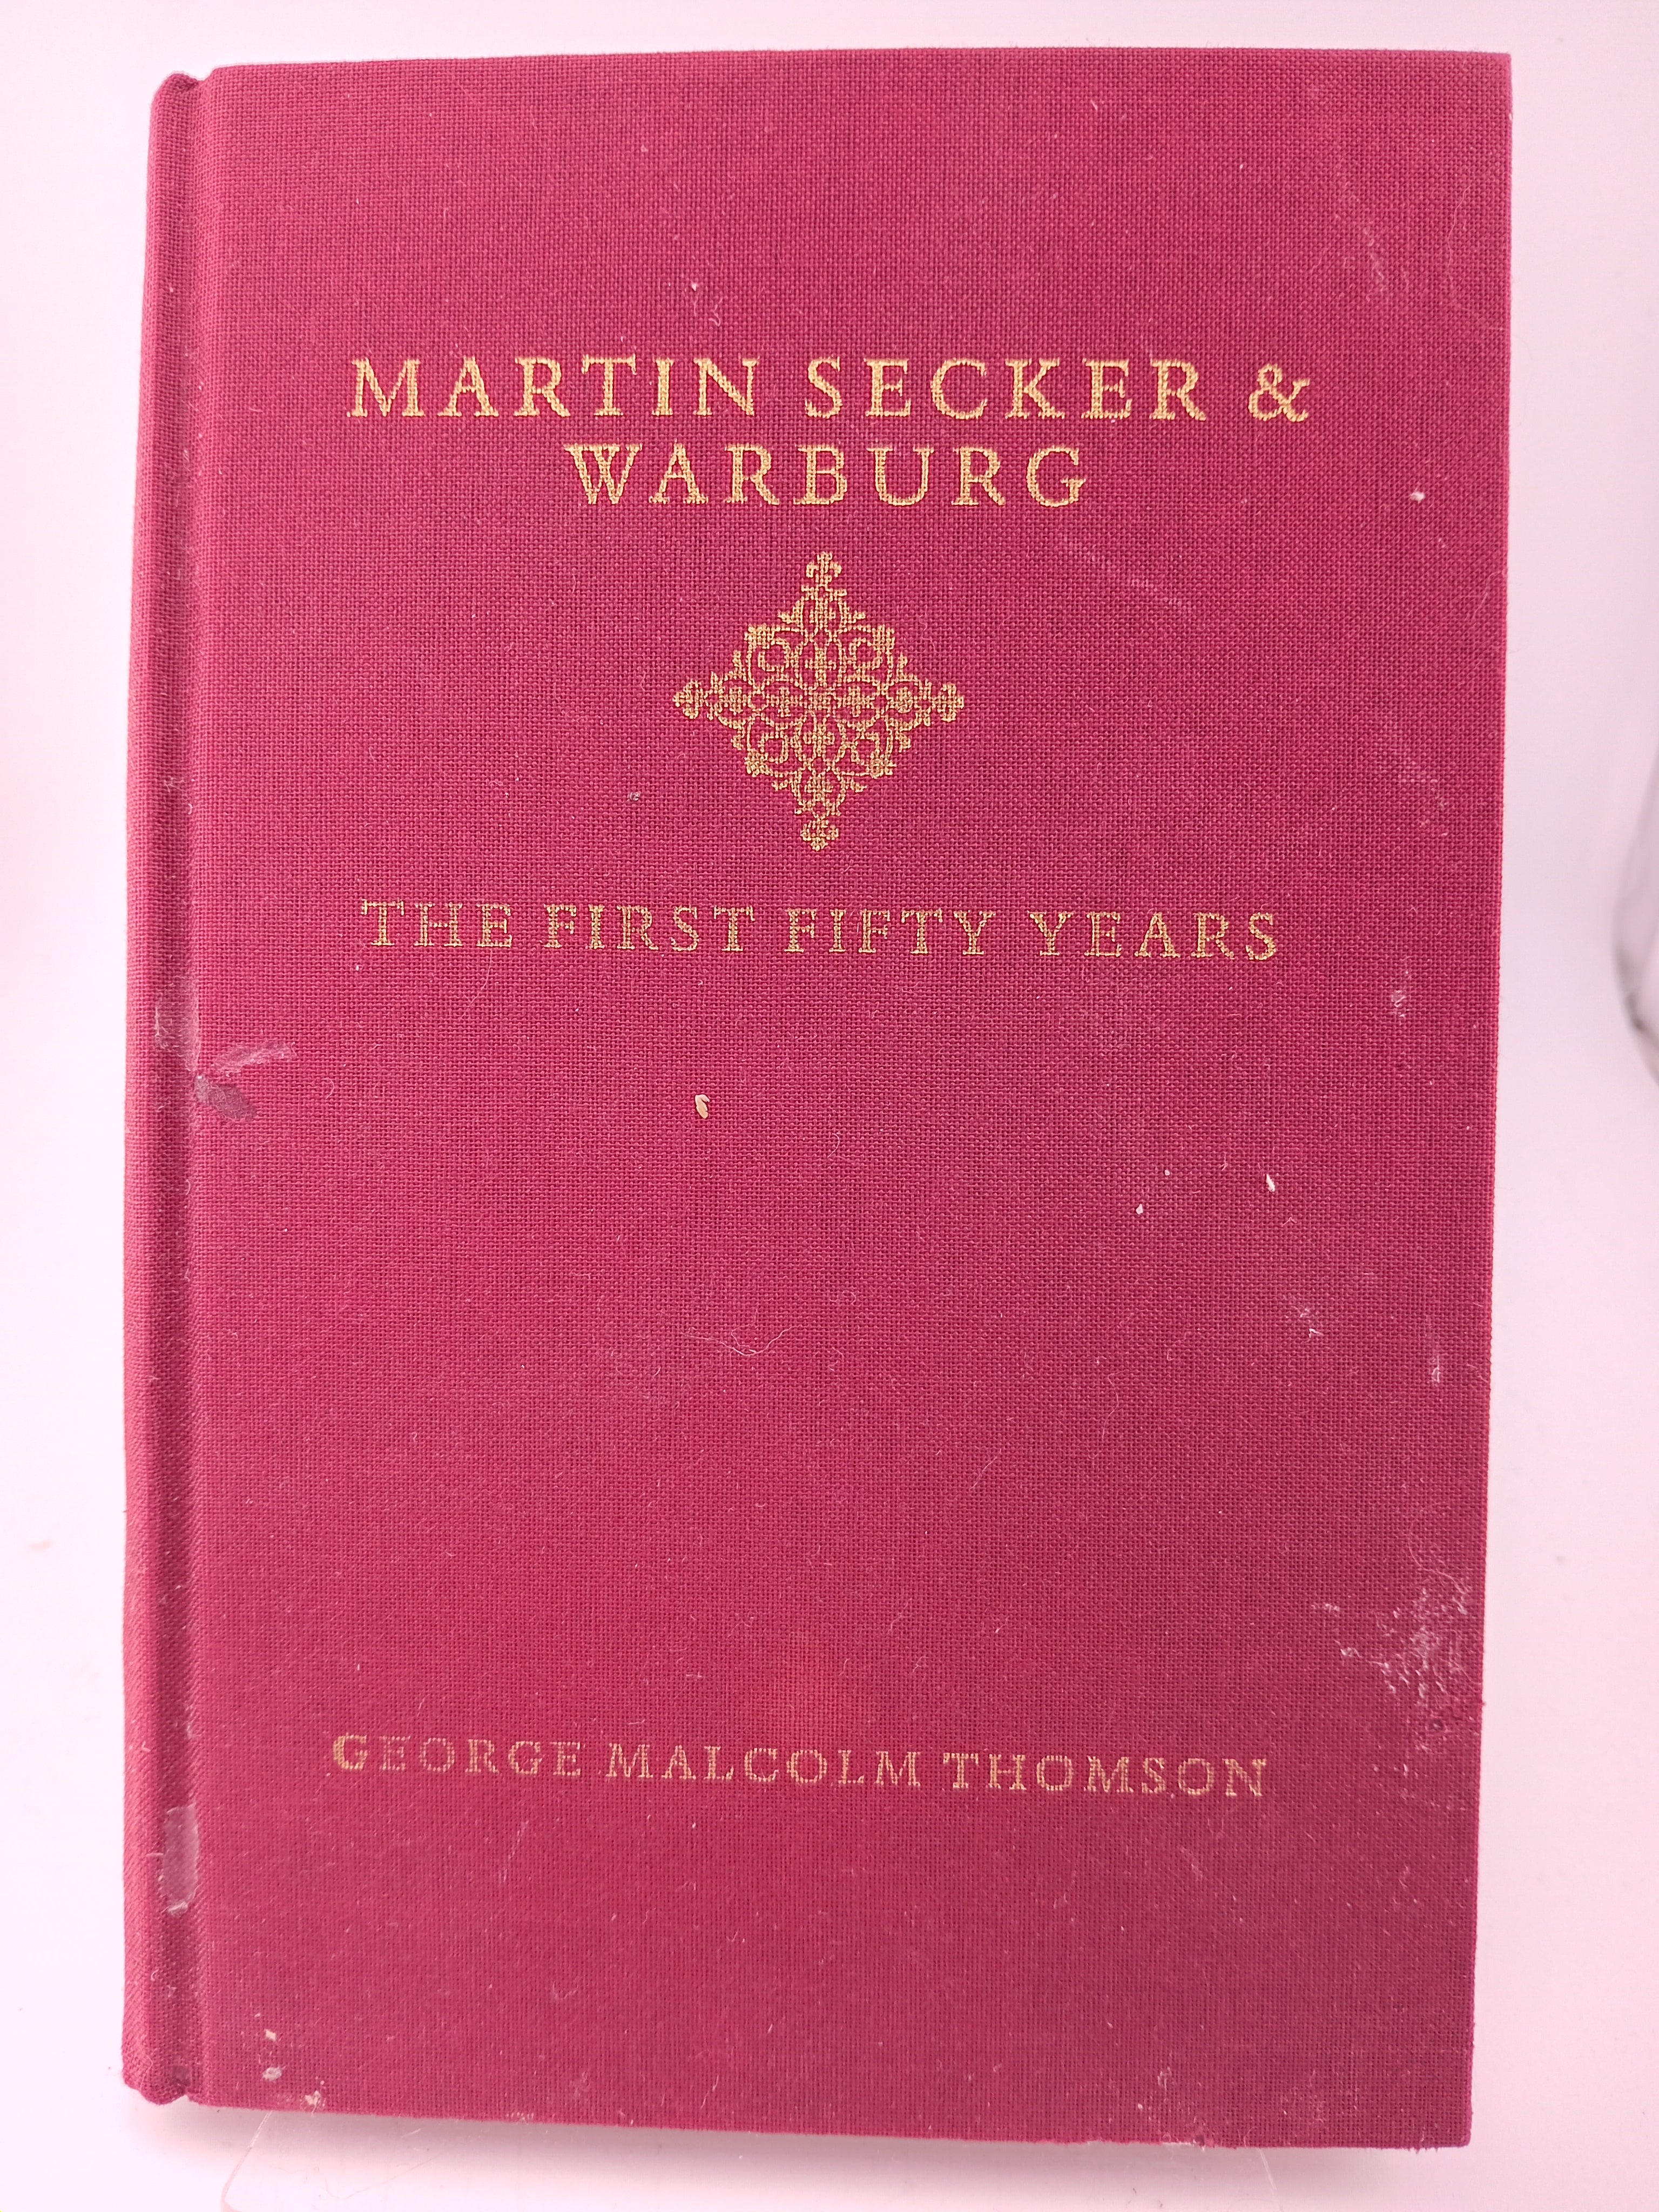 MARTIN SECKER &
WARBURG
THE FIRST FIFTY YEARS
GEORGE MALCOLM THOMSON